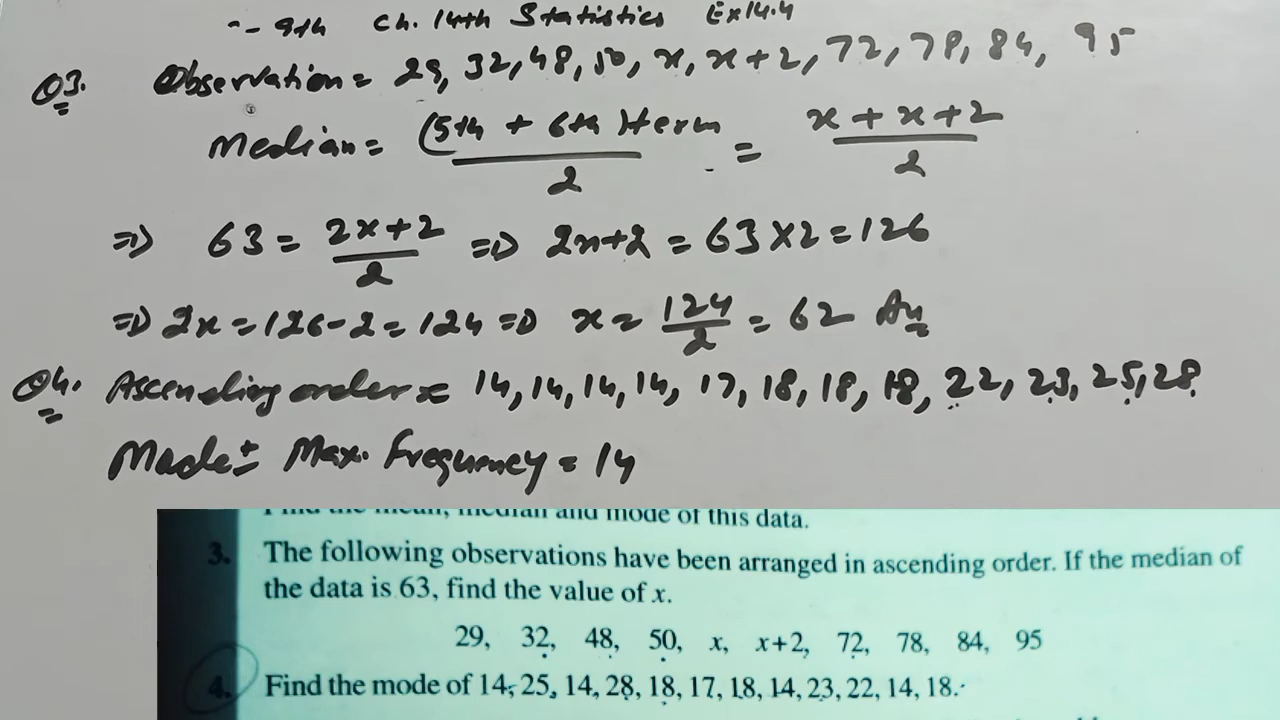 9th Ch. 14th Statistics Ex 14.4
Q3. Observation = 29, 32, 48, 50, x, x+2, 72, 78, 84, 95
Median = (5th + 6th) term / 2 = x + x + 2 / 2
=> 63 = 2x+2 / 2 => 2x+2 = 63 X 2 = 126
=> 2x = 126 - 2 = 124 => x = 124 / 2 = 62 An
Q4. Ascending order = 14, 14, 14, 14, 17, 18, 18, 18, 22, 23, 25, 28
Mode = Max. Frequency = 14
Find the mean, median and mode of this data.
3. The following observations have been arranged in ascending order. If the median of
the data is 63, find the value of x.
29, 32, 48, 50, x, x+2, 72, 78, 84, 95
4. Find the mode of 14, 25, 14, 28, 18, 17, 18, 14, 23, 22, 14, 18.